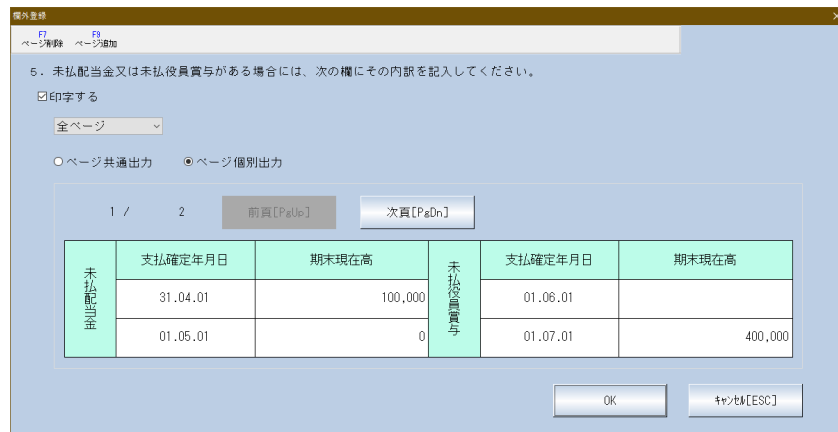 欄外登録
F7 F9
ページ削除 ページ追加
5．未払配当金又は未払役員賞与がある場合には、次の欄にその内訳を記入してください。
印字する
全ページ
ページ共通出力 ページ個別出力
1 / 2 前頁[PgUp] 次頁[PgDn]
未払配当金 支払確定年月日 期末現在高 未払役員賞与 支払確定年月日 期末現在高
31.04.01 100,000 01.06.01
01.05.01 0 01.07.01 400,000
OK ｷｬﾝｾﾙ[ESC]